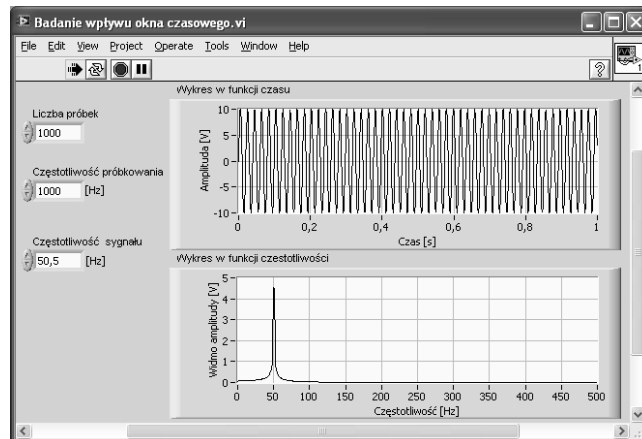 Badanie wpływu okna czasowego.vi
File Edit View Project Operate Tools Window Help
1
Wykres w funkcji czasu
Liczba próbek
1000
Częstotliwość próbkowania
1000 [Hz]
Częstotliwość sygnału
50,5 [Hz]
Amplituda [V]
10
5
0
-5
-10
0 0,2 0,4 0,6 0,8 1
Czas [s]
Wykres w funkcji czestotliwości
Widmo amplitudy [V]
5
4
3
2
1
0
0 50 100 150 200 250 300 350 400 450 500
Częstotliwość [Hz]